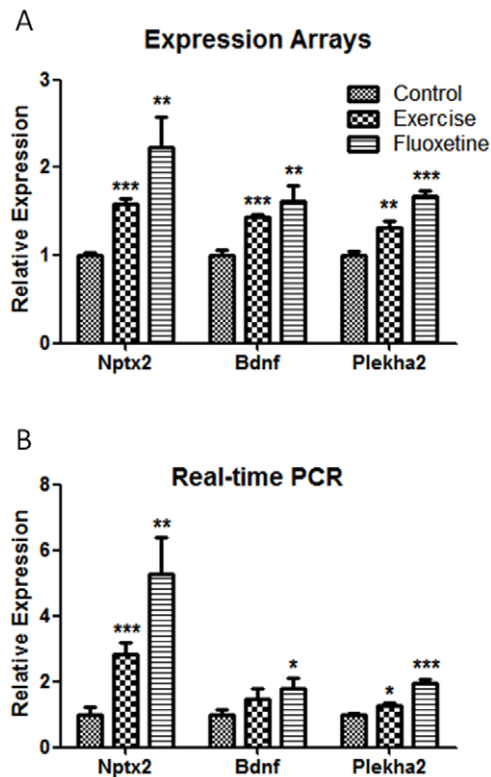 A
Expression Arrays
3
2
1
0
Relative Expression
Control
Exercise
Fluoxetine
***
**
***
**
**
***
Nptx2
Bdnf
Plekha2
B
Real-time PCR
8
6
4
2
0
Relative Expression
***
**
*
*
***
Nptx2
Bdnf
Plekha2